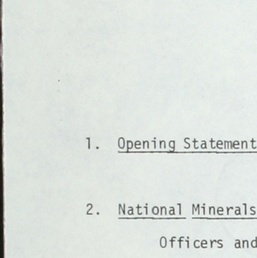 1. Opening Statement
2. National Minerals
Officers and